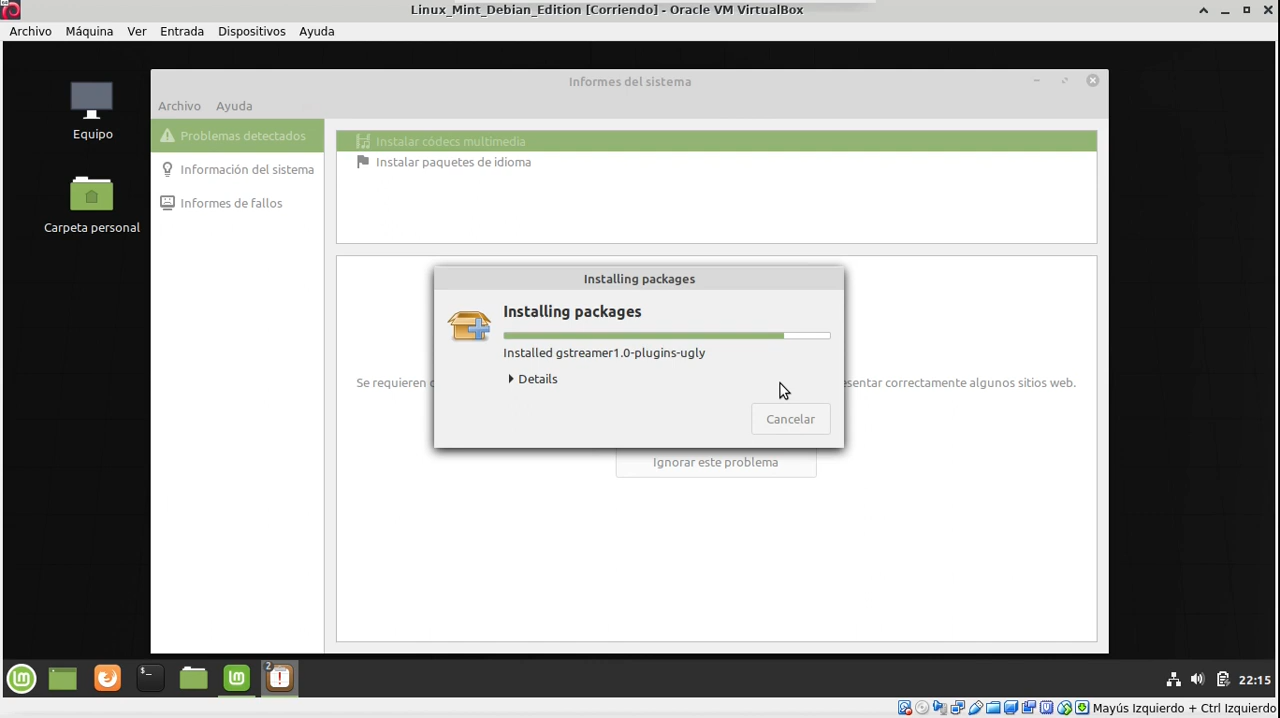 Linux_Mint_Debian_Edition [Corriendo] - Oracle VM VirtualBox
Archivo Máquina Ver Entrada Dispositivos Ayuda
Equipo
Carpeta personal
Informes del sistema
Archivo Ayuda
Problemas detectados
Información del sistema
Informes de fallos
Instalar códecs multimedia
Instalar paquetes de idioma
Installing packages
Installing packages
Installed gstreamer1.0-plugins-ugly
Details
Cancelar
Se requieren
esentar correctamente algunos sitios web.
Ignorar este problema
2
22:15
Mayús Izquierdo + Ctrl Izquierdo